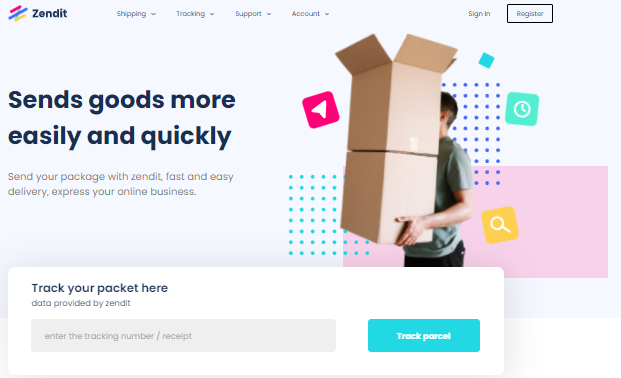 Zendit
Shipping
Tracking
Support
Account
Sign In
Register
Sends goods more
easily and quickly
Send your package with zendit, fast and easy
delivery, express your online business.
Track your packet here
data provided by zendit
enter the tracking number / receipt
Track parcel